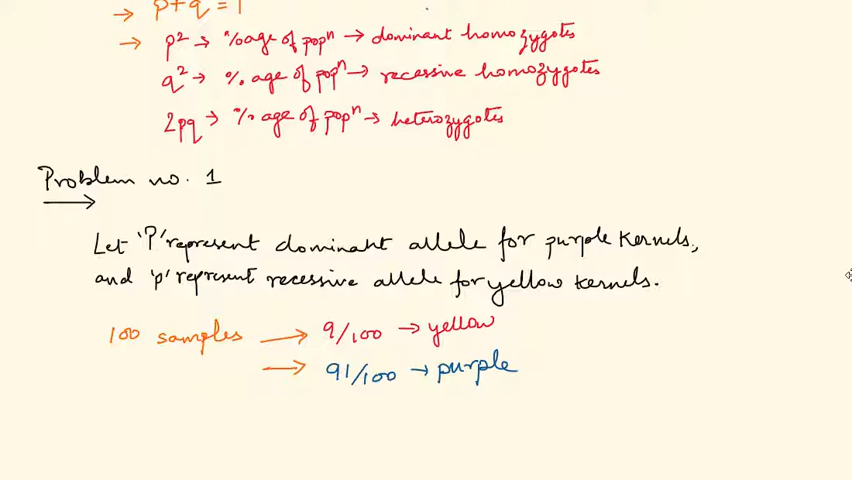 → p+q = 1
→ p² → %age of popⁿ → dominant homozygotes
q² → % age of popⁿ → recessive homozygotes
2pq → % age of popⁿ → heterozygotes
Problem no. 1
Let 'P' represent dominant allele for purple kernels,
and 'p' represent recessive allele for yellow kernels.
100 samples → 9/100 → yellow
→ 91/100 → purple